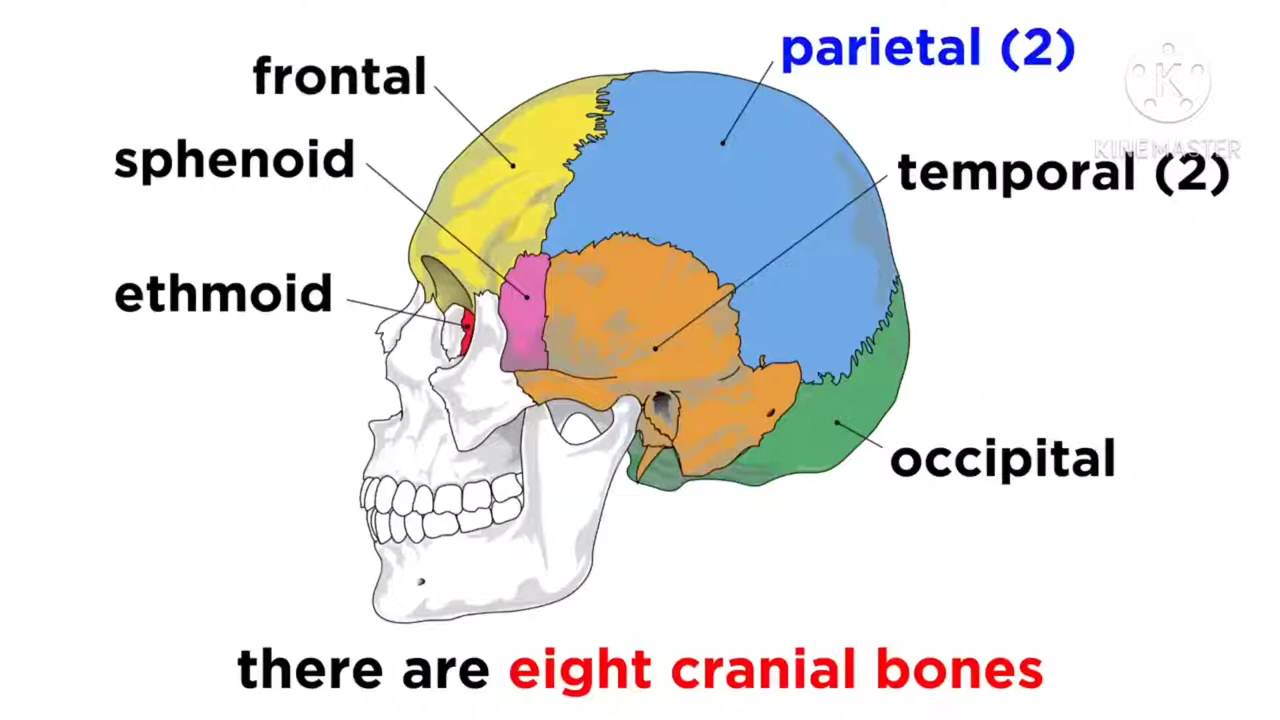 parietal (2)
frontal
K
KINEMASTER
sphenoid
temporal (2)
ethmoid
occipital
there are eight cranial bones